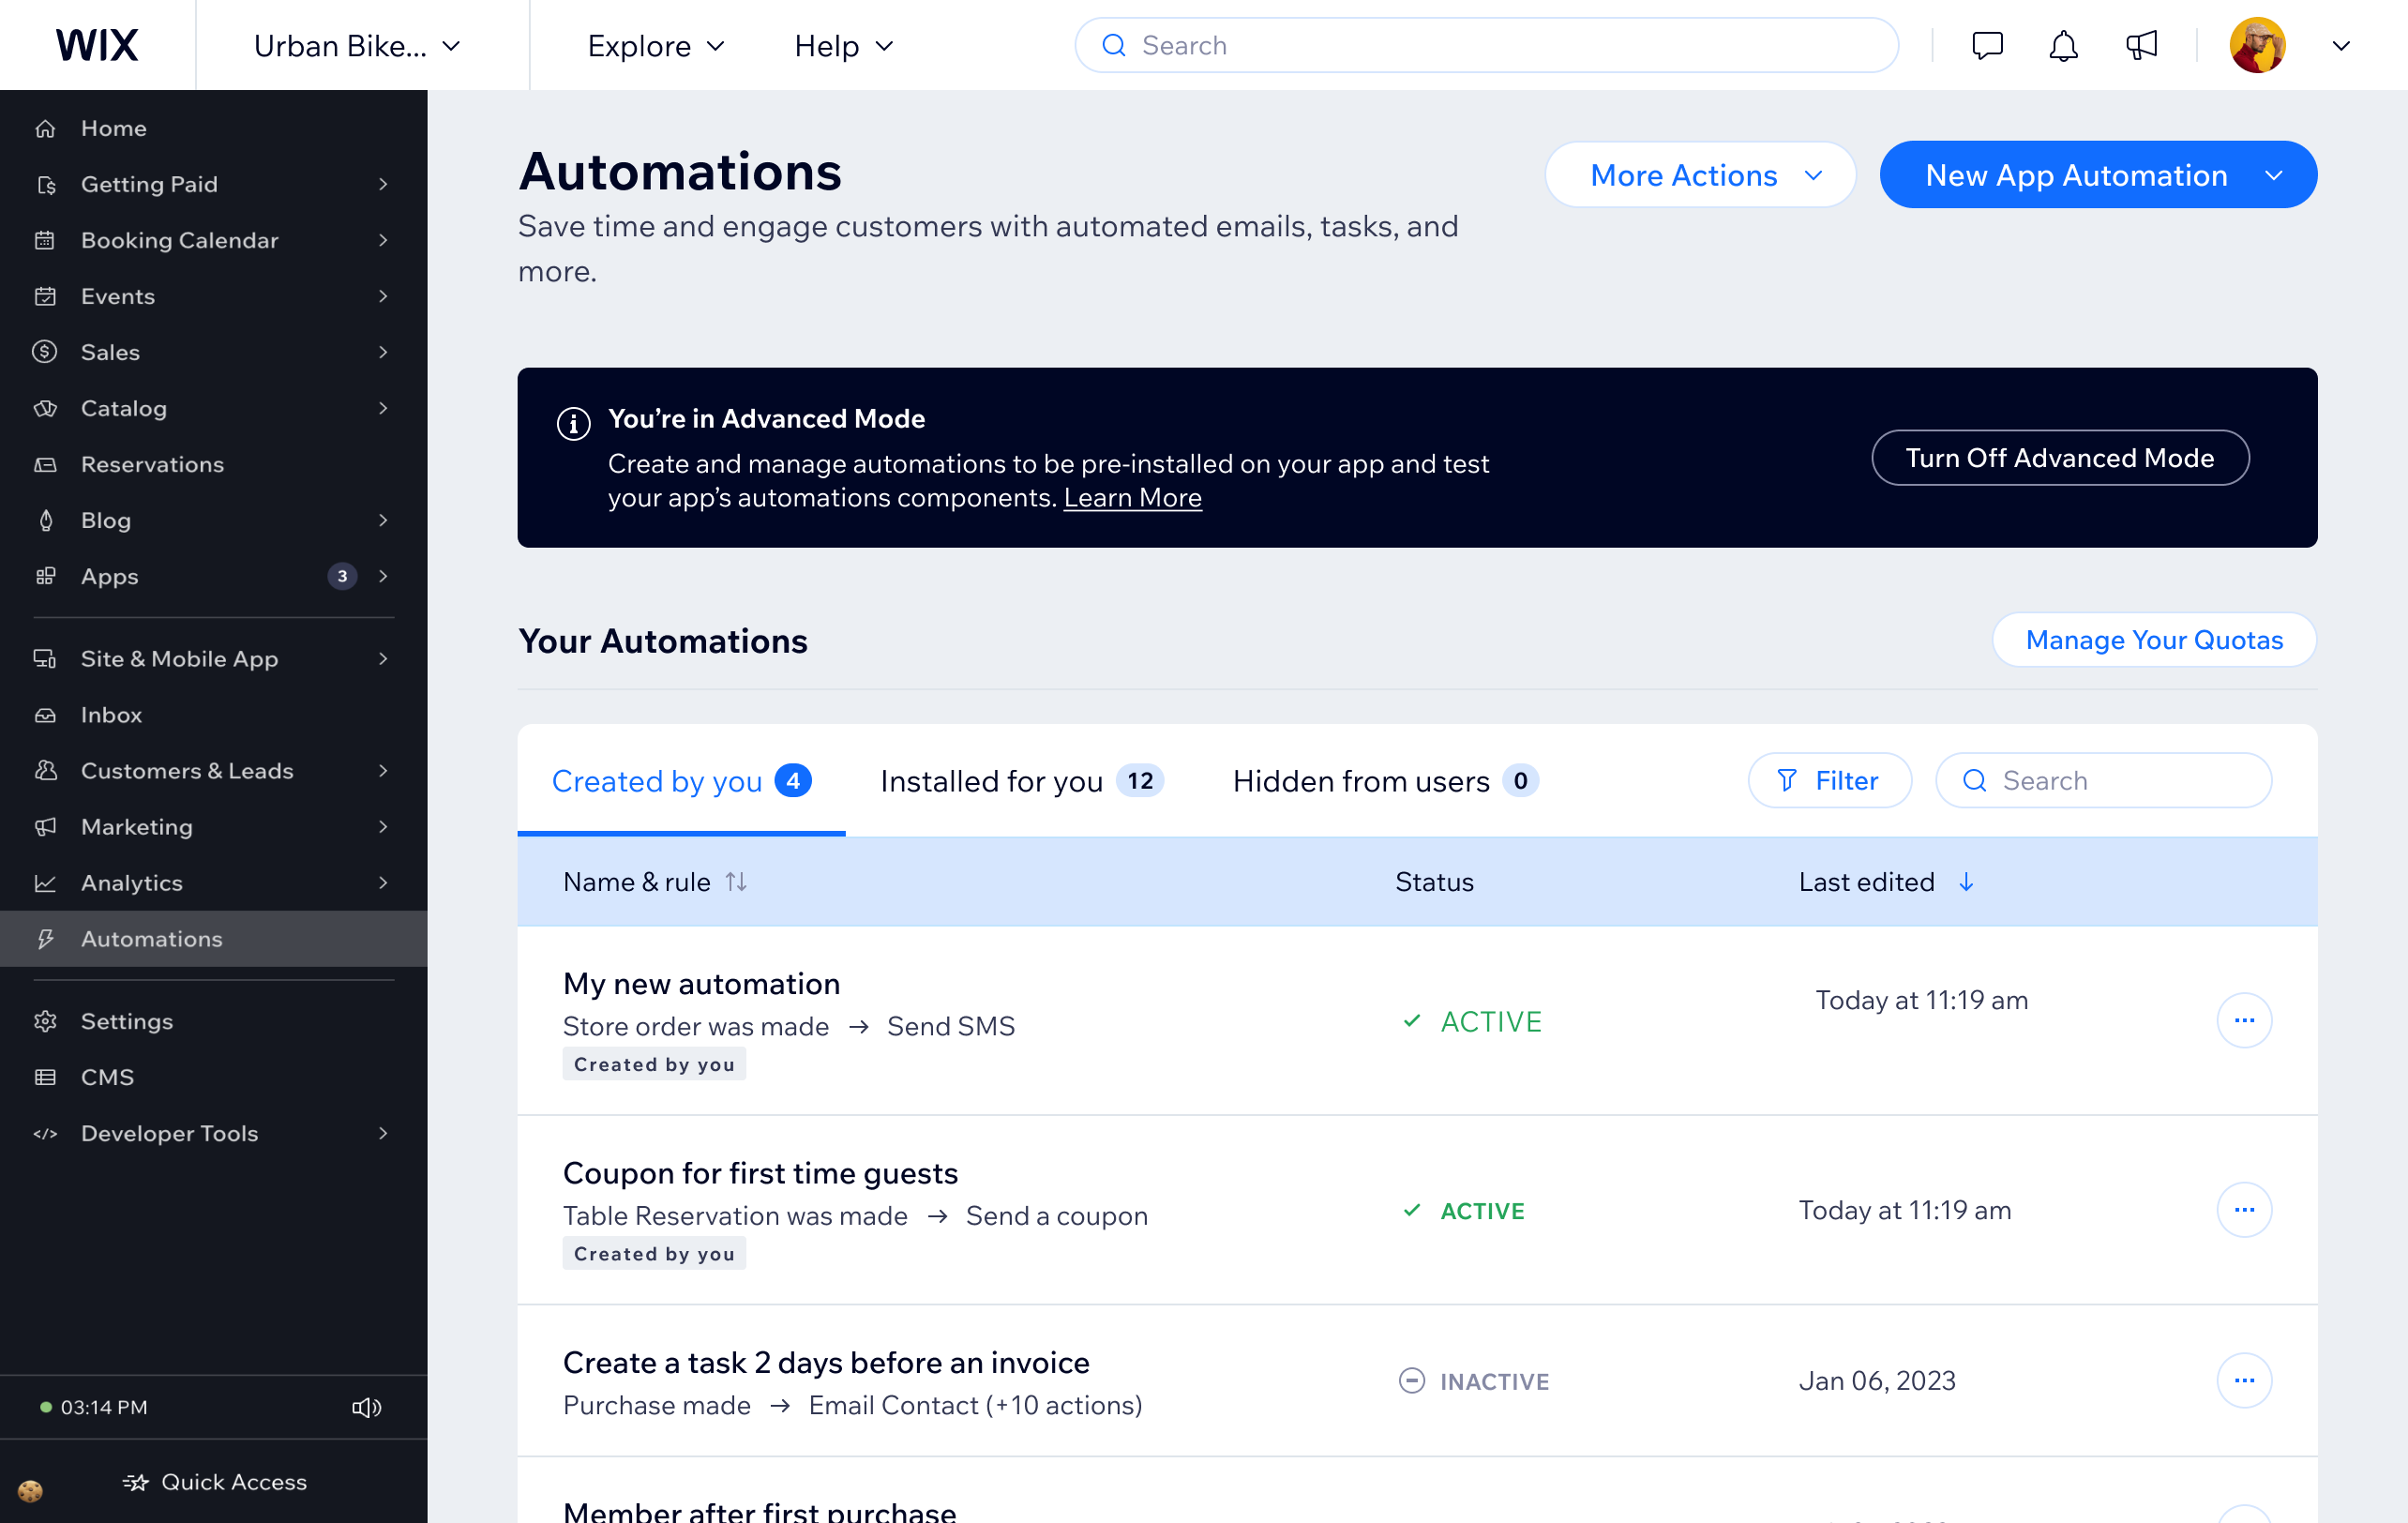 WIX
Urban Bike...
Explore
Help
Search
Home
Getting Paid
Booking Calendar
Events
Sales
Catalog
Reservations
Blog
Apps 3
Site & Mobile App
Inbox
Customers & Leads
Marketing
Analytics
Automations
Settings
CMS
Developer Tools
03:14 PM
Quick Access
Automations
Save time and engage customers with automated emails, tasks, and
more.
More Actions
New App Automation
You’re in Advanced Mode
Create and manage automations to be pre-installed on your app and test
your app’s automations components. Learn More
Turn Off Advanced Mode
Your Automations
Manage Your Quotas
Created by you 4
Installed for you 12
Hidden from users 0
Filter
Search
Name & rule
Status
Last edited
My new automation
Store order was made → Send SMS
Created by you
ACTIVE
Today at 11:19 am
Coupon for first time guests
Table Reservation was made → Send a coupon
Created by you
ACTIVE
Today at 11:19 am
Create a task 2 days before an invoice
Purchase made → Email Contact (+10 actions)
INACTIVE
Jan 06, 2023
Member after first purchase